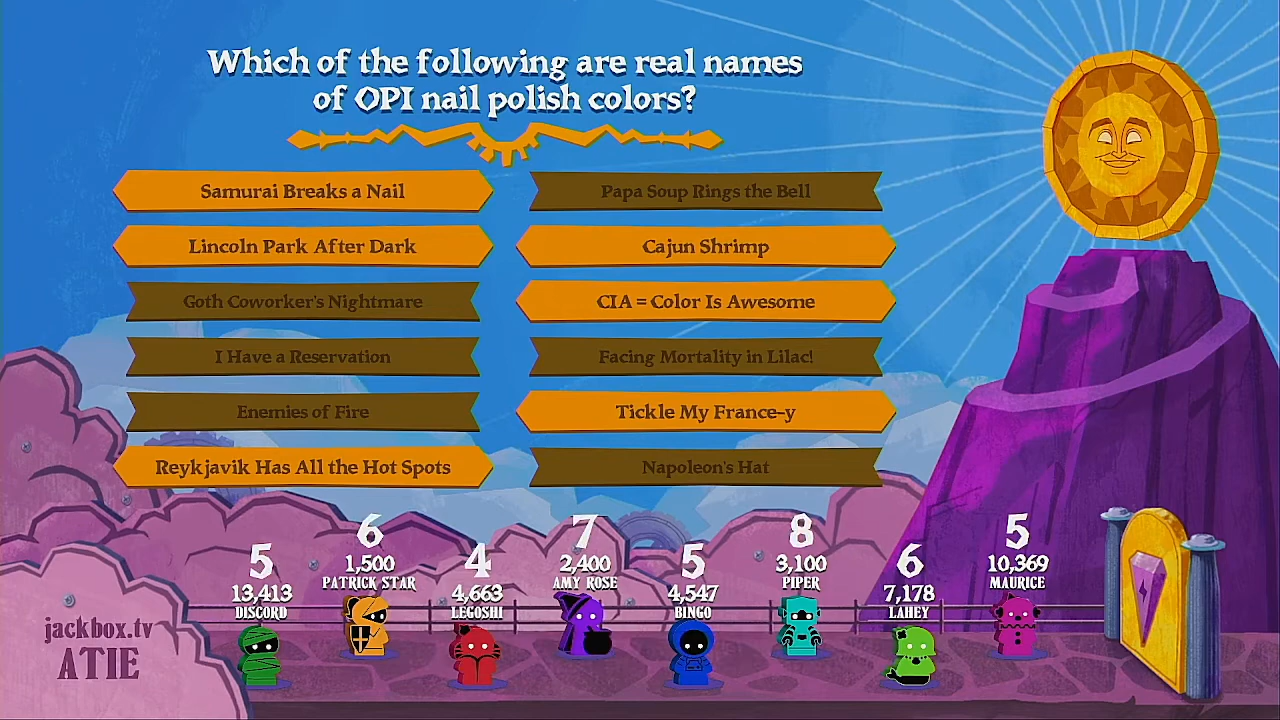 Which of the following are real names
of OPI nail polish colors?
Samurai Breaks a Nail
Papa Soup Rings the Bell
Lincoln Park After Dark
Cajun Shrimp
Goth Coworker's Nightmare
CIA = Color Is Awesome
I Have a Reservation
Facing Mortality in Lilac!
Enemies of Fire
Tickle My France-y
Reykjavik Has All the Hot Spots
Napoleon's Hat
5
13,413
DISCORD
6
1,500
PATRICK STAR
4
4,663
LEGOSHI
7
2,400
AMY ROSE
5
4,547
BINGO
8
3,100
PIPER
6
7,178
LAHEY
5
10,369
MAURICE
jackbox.tv
ATIE